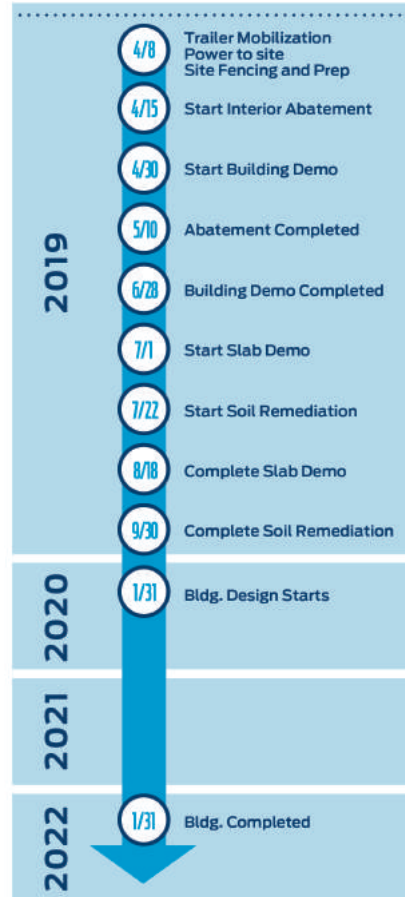 2019
4/8
Trailer Mobilization
Power to site
Site Fencing and Prep
4/15 Start Interior Abatement
4/30 Start Building Demo
5/10 Abatement Completed
6/28 Building Demo Completed
7/1 Start Slab Demo
7/22 Start Soil Remediation
8/18 Complete Slab Demo
9/30 Complete Soil Remediation
2020
1/31 Bldg. Design Starts
2021
2022
1/31 Bldg. Completed